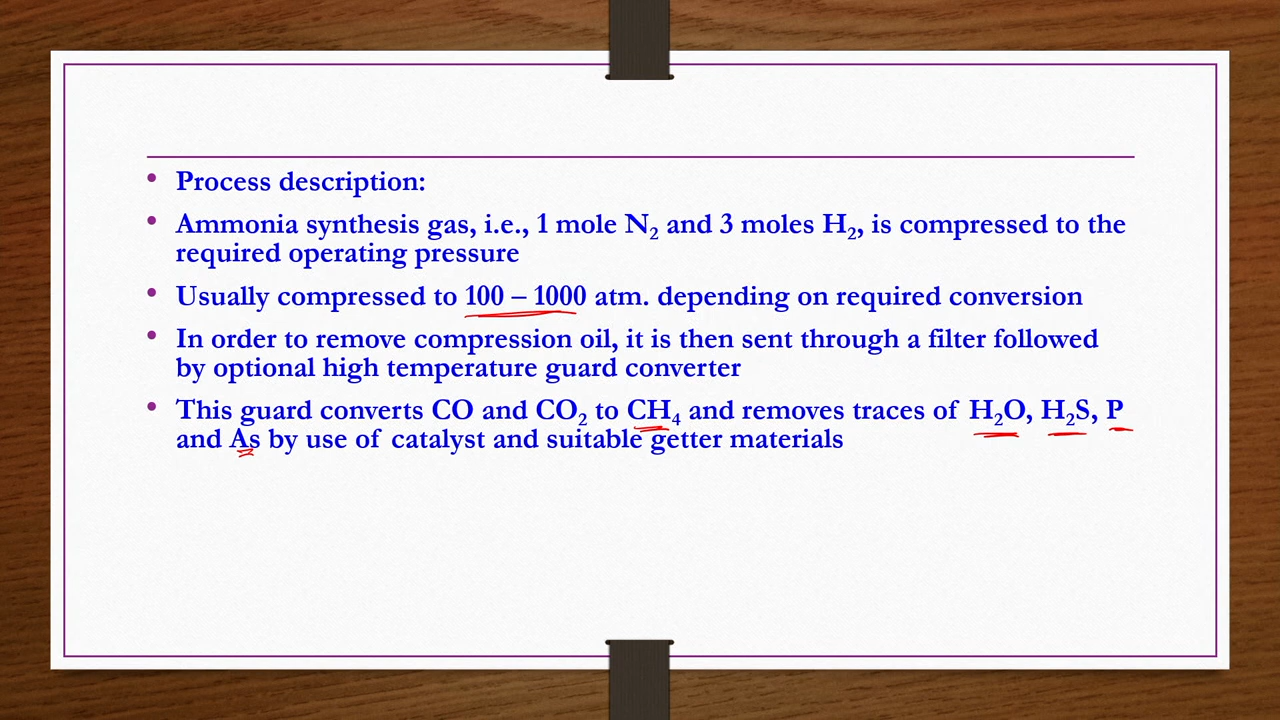 • Process description:
• Ammonia synthesis gas, i.e., 1 mole N₂ and 3 moles H₂, is compressed to the
required operating pressure
• Usually compressed to 100 – 1000 atm. depending on required conversion
• In order to remove compression oil, it is then sent through a filter followed
by optional high temperature guard converter
• This guard converts CO and CO₂ to CH₄ and removes traces of H₂O, H₂S, P
and As by use of catalyst and suitable getter materials